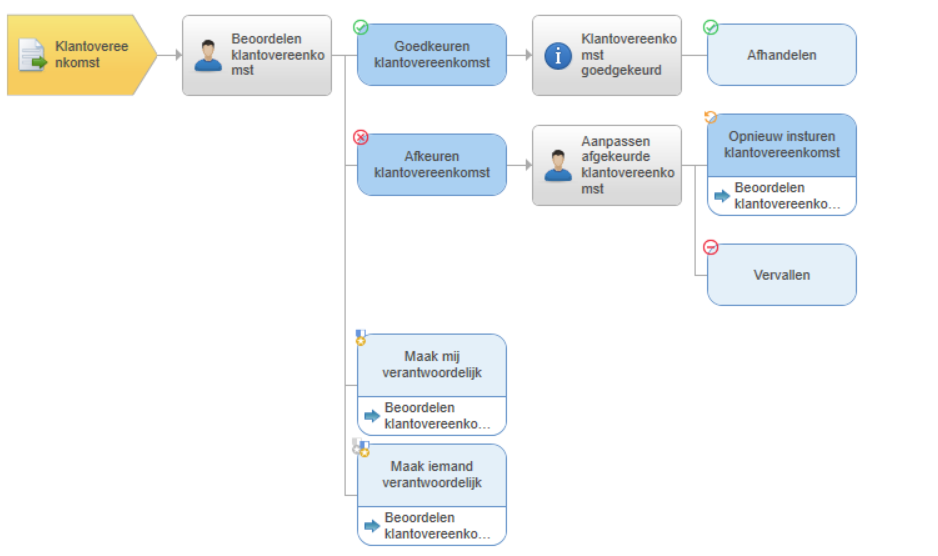 Klantoveree
nkomst
Beoordelen
klantovereenko
mst
Goedkeuren
klantovereenkomst
Klantovereenko
mst
goedgekeurd
Afhandelen
Afkeuren
klantovereenkomst
Aanpassen
afgekeurde
klantovereenko
mst
Opnieuw insturen
klantovereenkomst
Beoordelen
klantovereenko...
Vervallen
Maak mij
verantwoordelijk
Beoordelen
klantovereenko...
Maak iemand
verantwoordelijk
Beoordelen
klantovereenko...